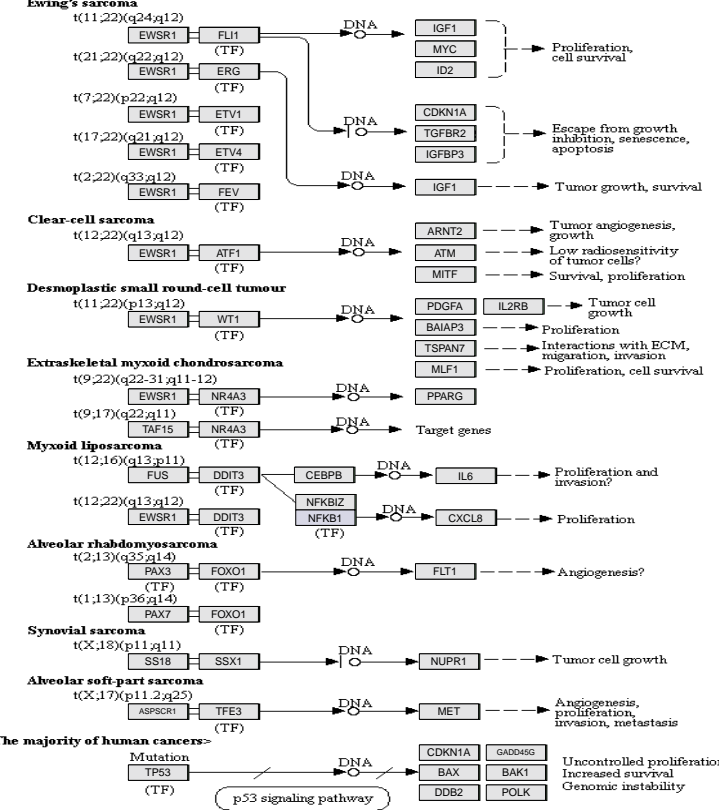 Ewing's sarcoma
t(11;22)(q24;q12)
EWSR1 FLI1 DNA IGF1
(TF) MYC Proliferation,
cell survival
t(21;22)(q22;q12) ID2
EWSR1 ERG
(TF)
t(7;22)(p22;q12)
EWSR1 ETV1 DNA CDKN1A
(TF) TGFBR2 Escape from growth
inhibition, senescence,
apoptosis
t(17;22)(q21;q12)
EWSR1 ETV4 IGFBP3
(TF)
t(2;22)(q33;q12) DNA
EWSR1 FEV IGF1 Tumor growth, survival
(TF)
Clear-cell sarcoma
t(12;22)(q13;q12) ARNT2 Tumor angiogenesis,
growth
EWSR1 ATF1 DNA ATM Low radiosensitivity
of tumor cells?
(TF) MITF Survival, proliferation
Desmoplastic small round-cell tumour
t(11;22)(p13;q12) PDGFA IL2RB Tumor cell
growth
EWSR1 WT1 DNA BAIAP3 Proliferation
(TF) TSPAN7 Interactions with ECM,
migaration, invasion
MLF1 Proliferation, cell survival
Extraskeletal myxoid chondrosarcoma
t(9;22)(q22-31;q11-12) DNA
EWSR1 NR4A3 PPARG
(TF)
t(9;17)(q22;q11) DNA
TAF15 NR4A3 Target genes
(TF)
Myxoid liposarcoma
t(12;16)(q13;p11) DNA
FUS DDIT3 CEBPB IL6 Proliferation and
invasion?
(TF)
t(12;22)(q13;q12) NFKBIZ DNA
EWSR1 DDIT3 NFKB1 CXCL8 Proliferation
(TF) (TF)
Alveolar rhabdomyosarcoma
t(2;13)(q35;q14) DNA
PAX3 FOXO1 FLT1 Angiogenesis?
(TF) (TF)
t(1;13)(p36;q14)
PAX7 FOXO1
(TF)
Synovial sarcoma
t(X;18)(p11;q11) DNA
SS18 SSX1 NUPR1 Tumor cell growth
Alveolar soft-part sarcoma
t(X;17)(p11.2;q25) DNA
ASPSCR1 TFE3 MET Angiogenesis,
proliferation,
invasion, metastasis
(TF)
The majority of human cancers>
Mutation DNA CDKN1A GADD45G
TP53 BAX BAK1 Uncontrolled proliferation
Increased survival
Genomic instability
(TF) DDB2 POLK
p53 signaling pathway